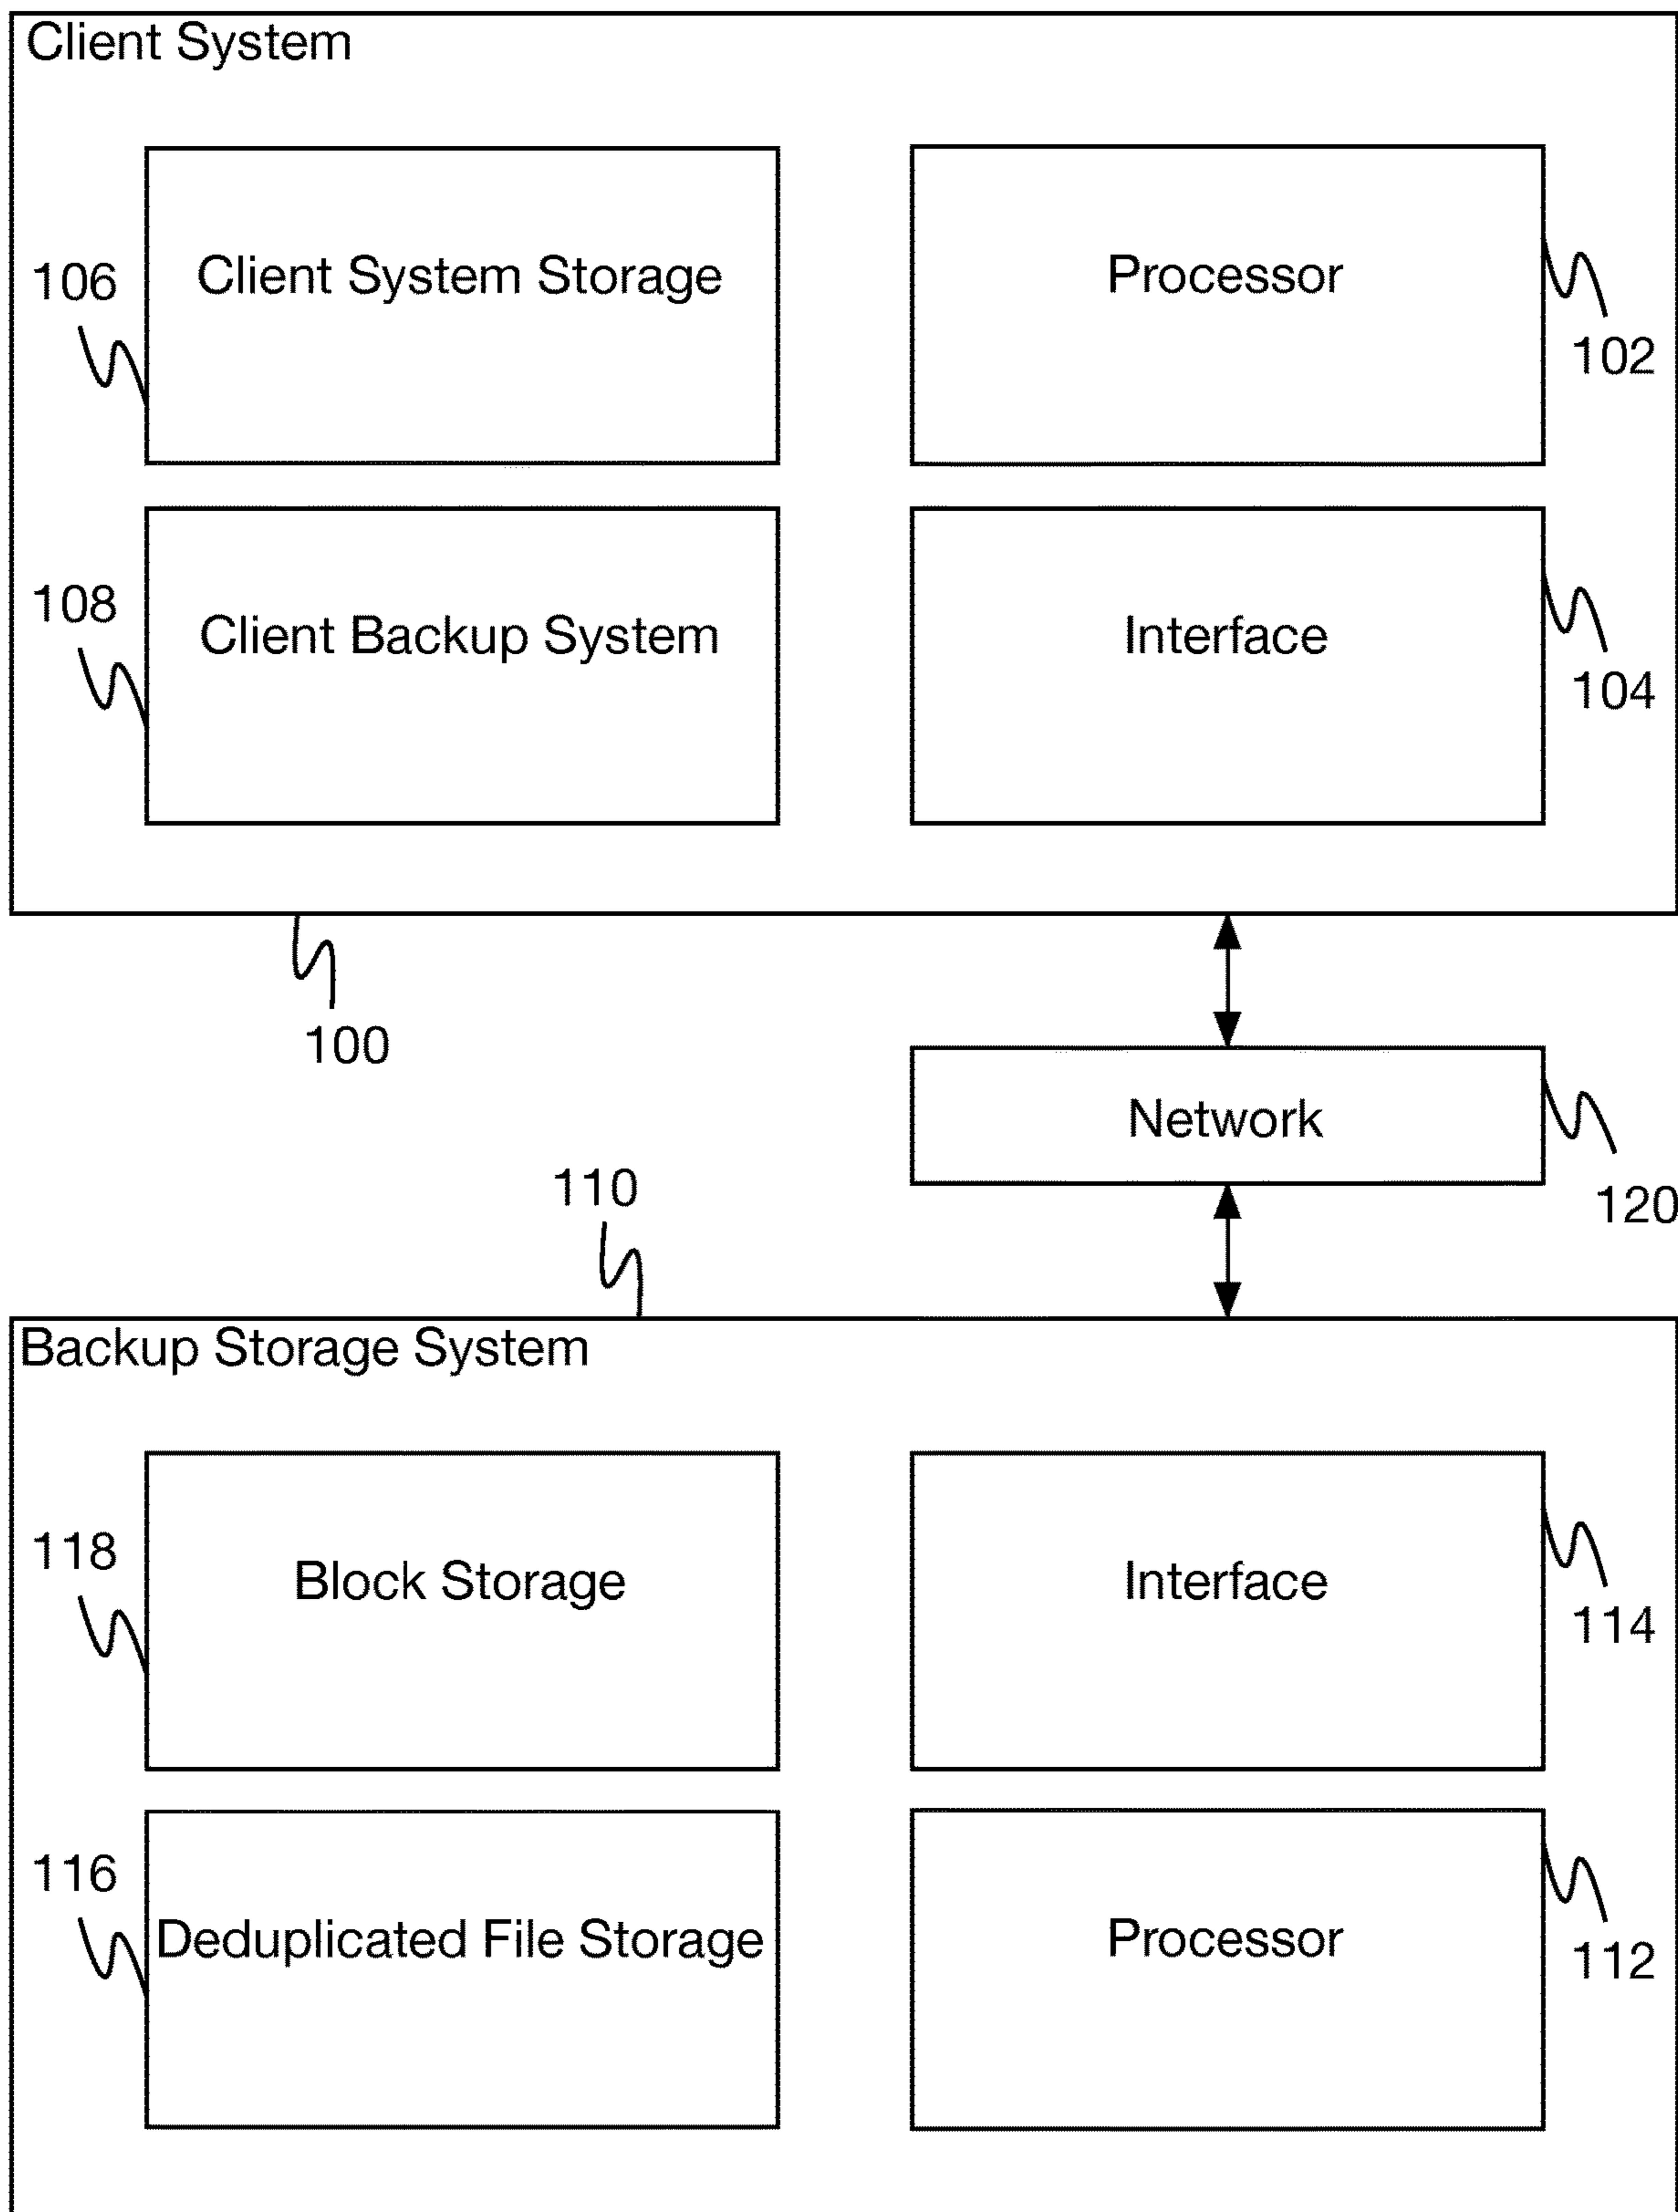 Client System
Client System Storage
Processor
106
102
Client Backup System
Interface
108
104
100
Network
110
120
Backup Storage System
Block Storage
Interface
118
114
Deduplicated File Storage
Processor
116
112